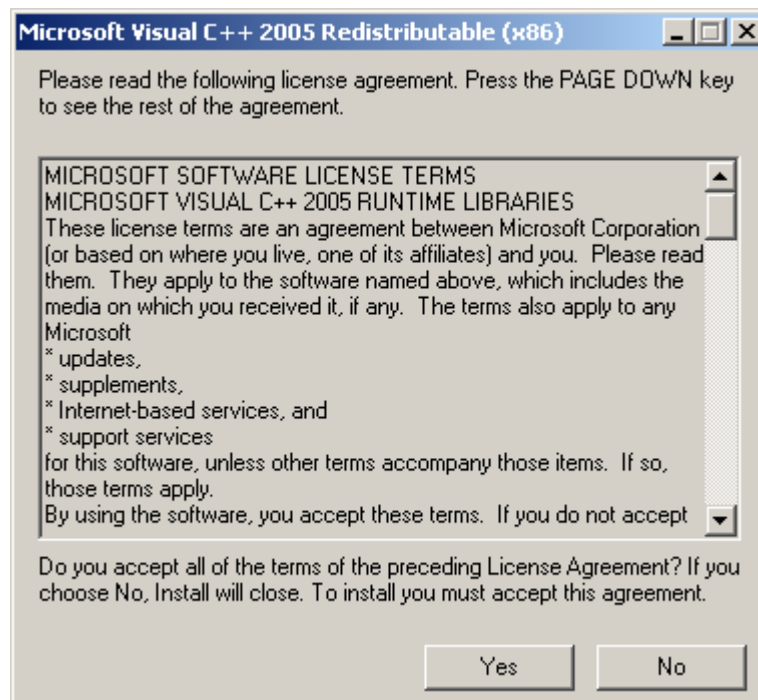 Microsoft Visual C++ 2005 Redistributable (x86)
Please read the following license agreement. Press the PAGE DOWN key
to see the rest of the agreement.
MICROSOFT SOFTWARE LICENSE TERMS
MICROSOFT VISUAL C++ 2005 RUNTIME LIBRARIES
These license terms are an agreement between Microsoft Corporation
(or based on where you live, one of its affiliates) and you.  Please read
them.  They apply to the software named above, which includes the
media on which you received it, if any.  The terms also apply to any
Microsoft
* updates,
* supplements,
* Internet-based services, and
* support services
for this software, unless other terms accompany those items.  If so,
those terms apply.
By using the software, you accept these terms.  If you do not accept
Do you accept all of the terms of the preceding License Agreement? If you
choose No, Install will close. To install you must accept this agreement.
Yes
No